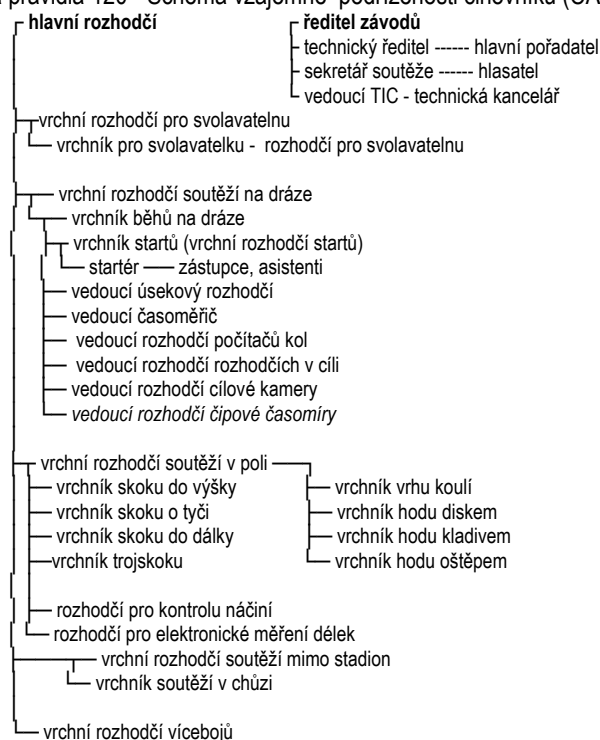 pravidla 120 - Schéma vzájemné podřízenosti činovníků
hlavní rozhodčí ředitel závodů
technický ředitel ------ hlavní pořadatel
sekretář soutěže ------ hlasatel
vedoucí TIC - technická kancelář
vrchní rozhodčí pro svolavatelnu
vrchník pro svolavatelku - rozhodčí pro svolavatelnu
vrchní rozhodčí soutěží na dráze
vrchník běhů na dráze
vrchník startů (vrchní rozhodčí startů)
startér —— zástupce, asistenti
vedoucí úsekový rozhodčí
vedoucí časoměřič
vedoucí rozhodčí počítačů kol
vedoucí rozhodčí rozhodčích v cíli
vedoucí rozhodčí cílové kamery
vedoucí rozhodčí čipové časomíry
vrchní rozhodčí soutěží v poli
vrchník skoku do výšky vrchník vrhu koulí
vrchník skoku o tyči vrchník hodu diskem
vrchník skoku do dálky vrchník hodu kladivem
vrchník trojskoku vrchník hodu oštěpem
rozhodčí pro kontrolu náčiní
rozhodčí pro elektronické měření délek
vrchní rozhodčí soutěží mimo stadion
vrchník soutěží v chůzi
vrchní rozhodčí vícebojů